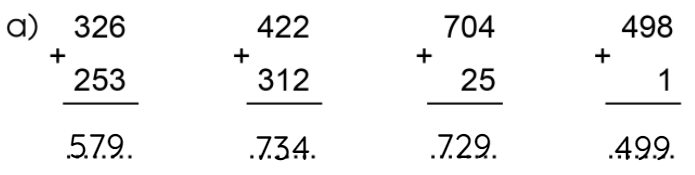 a) 326 422 704 498
+ + + +
253 312 25 1
579 734 729 499